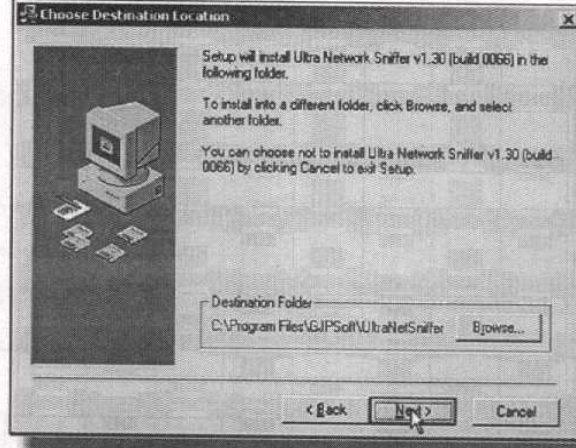 Choose Destination Location
Setup will install Ultra Network Sniffer v1.30 (build 0066) in the
following folder.
To install into a different folder, click Browse, and select
another folder.
You can choose not to install Ultra Network Sniffer v1.30 (build
0066) by clicking Cancel to exit Setup.
Destination Folder
C:\Program Files\GJPSoft\UltraNetSniffer
Browse...
< Back
Next >
Cancel